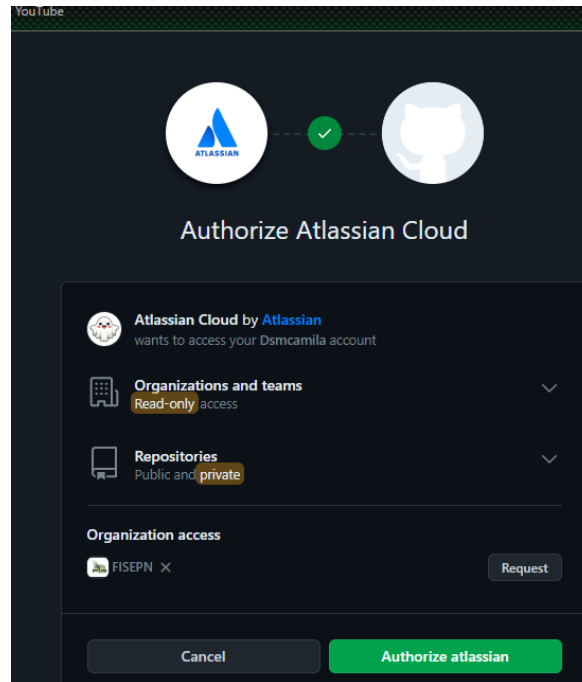 YouTube
ATLASSIAN
Authorize Atlassian Cloud
Atlassian Cloud by Atlassian
wants to access your Dsmcamila account
Organizations and teams
Read-only access
Repositories
Public and private
Organization access
FISEPN
Request
Cancel
Authorize atlassian